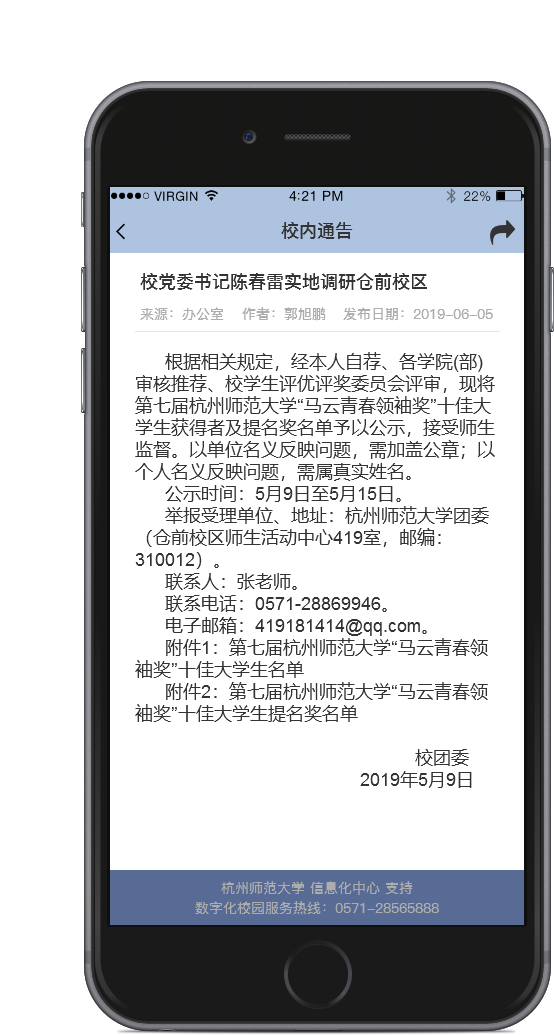 ●●●●○ VIRGIN 4:21 PM 22%
校内通告
校党委书记陈春雷实地调研仓前校区
来源：办公室 作者：郭旭鹏 发布日期：2019-06-05
根据相关规定，经本人自荐、各学院(部)
审核推荐、校学生评优评奖委员会评审，现将
第七届杭州师范大学“马云青春领袖奖”十佳大
学生获得者及提名奖名单予以公示，接受师生
监督。以单位名义反映问题，需加盖公章；以
个人名义反映问题，需属真实姓名。
公示时间：5月9日至5月15日。
举报受理单位、地址：杭州师范大学团委
（仓前校区师生活动中心419室，邮编：
310012）。
联系人：张老师。
联系电话：0571-28869946。
电子邮箱：419181414@qq.com。
附件1：第七届杭州师范大学“马云青春领
袖奖”十佳大学生名单
附件2：第七届杭州师范大学“马云青春领
袖奖”十佳大学生提名奖名单
校团委
2019年5月9日
杭州师范大学 信息化中心 支持
数字化校园服务热线：0571-28565888